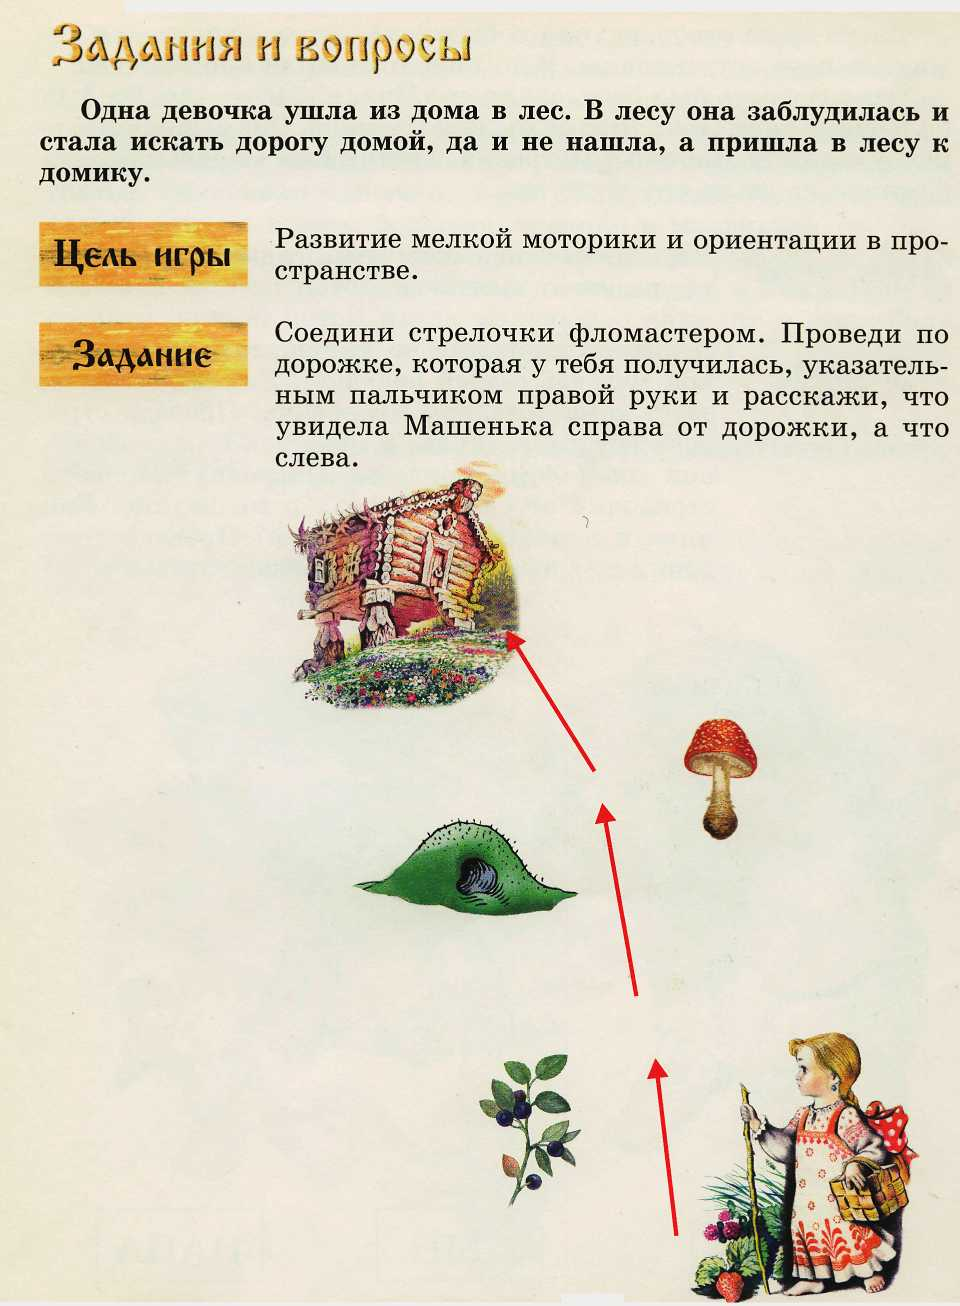 Задания и вопросы
Одна девочка ушла из дома в лес. В лесу она заблудилась и
стала искать дорогу домой, да и не нашла, а пришла в лесу к
домику.
Цель игры
Развитие мелкой моторики и ориентации в про-
странстве.
Задание
Соедини стрелочки фломастером. Проведи по
дорожке, которая у тебя получилась, указатель-
ным пальчиком правой руки и расскажи, что
увидела Машенька справа от дорожки, а что
слева.